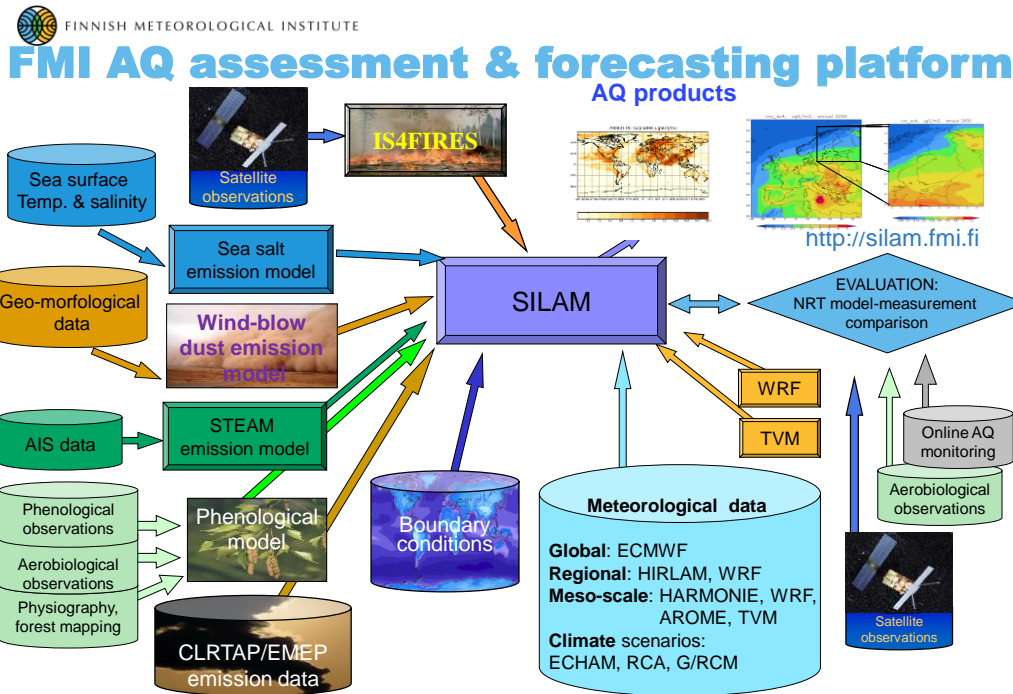 FINNISH METEOROLOGICAL INSTITUTE
FMI AQ assessment & forecasting platform
AQ products
IS4FIRES
Satellite
observations
Sea surface
Temp. & salinity
http://silam.fmi.fi
Sea salt
emission model
SILAM
EVALUATION:
NRT model-measurement
comparison
Geo-morfological
data
Wind-blow
dust emission
model
WRF
TVM
AIS data
STEAM
emission model
Online AQ
monitoring
Aerobiological
observations
Phenological
observations
Aerobiological
observations
Physiography,
forest mapping
Phenological
model
Boundary
conditions
Meteorological data
Global: ECMWF
Regional: HIRLAM, WRF
Meso-scale: HARMONIE, WRF,
AROME, TVM
Climate scenarios:
ECHAM, RCA, G/RCM
Satellite
observations
CLRTAP/EMEP
emission data